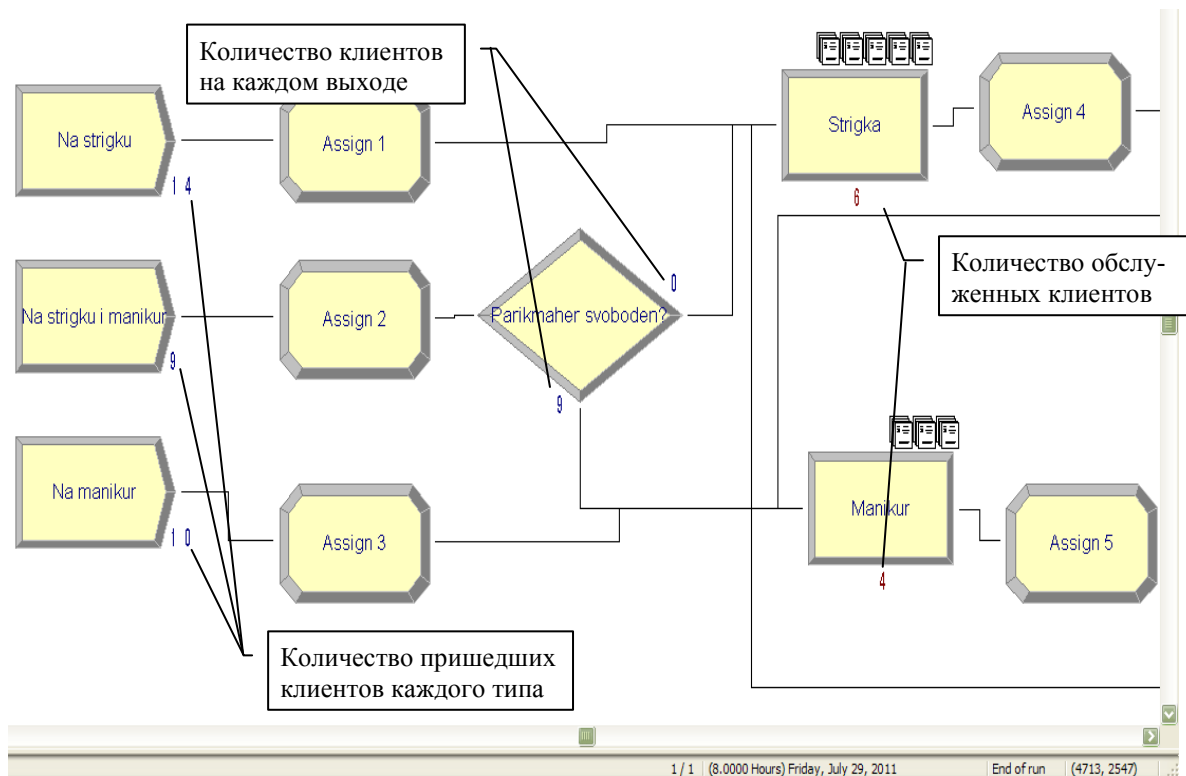 Количество клиентов
на каждом выходе
Na strigku
1 4
Assign 1
Strigka
6
Assign 4
Na strigku i manikur
9
Assign 2
Parikmaher svoboden?
0
9
Количество обслу-
женных клиентов
Na manikur
1 0
Assign 3
Manikur
4
Assign 5
Количество пришедших
клиентов каждого типа
1 / 1 (8.0000 Hours) Friday, July 29, 2011 End of run (4713, 2547)